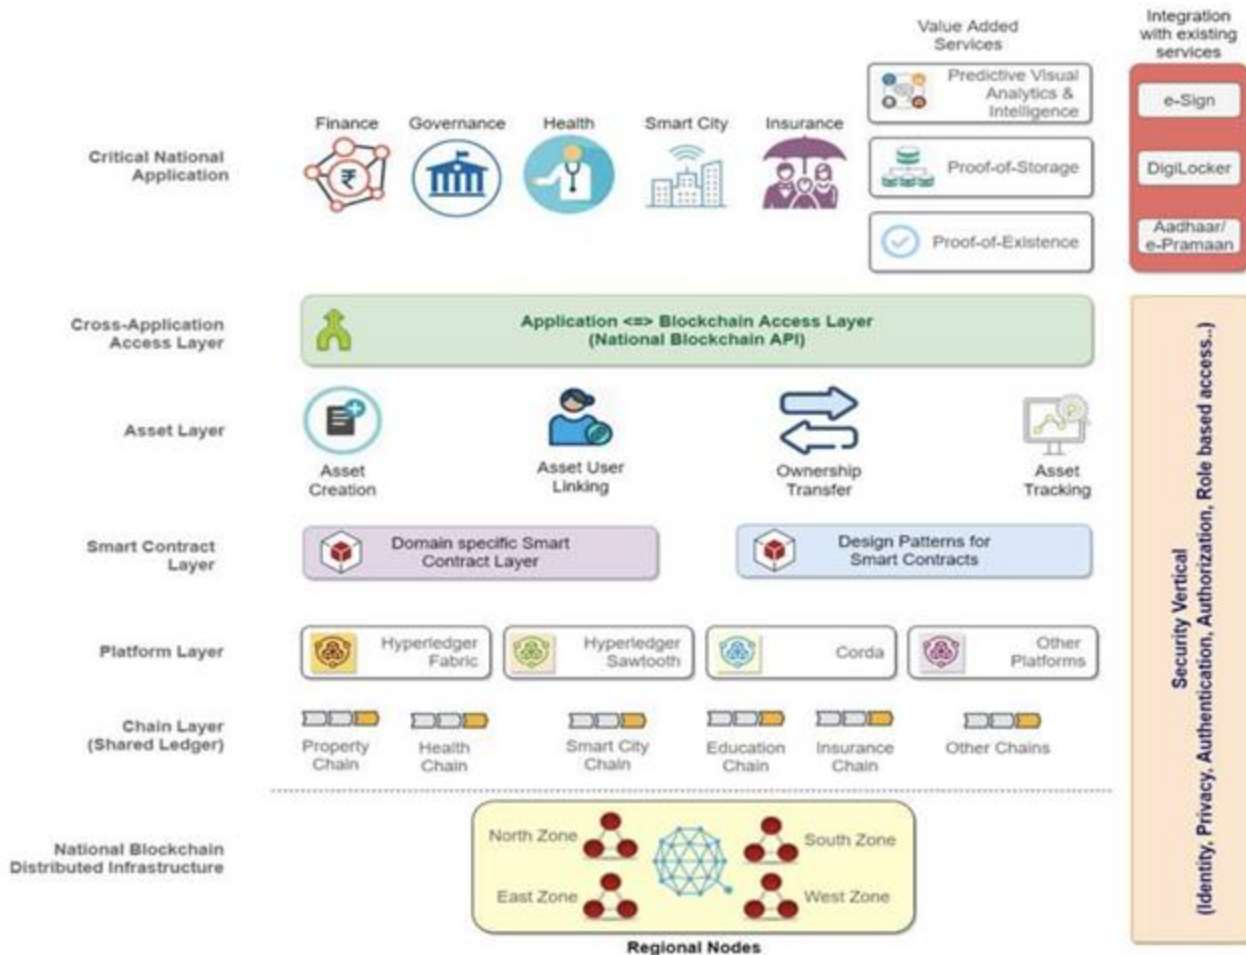 Value Added
Services
Integration
with existing
services
Critical National
Application
Finance
Governance
Health
Smart City
Insurance
Predictive Visual
Analytics &
Intelligence
Proof-of-Storage
Proof-of-Existence
e-Sign
DigiLocker
Aadhaar/
e-Pramaan
Cross-Application
Access Layer
Application <=> Blockchain Access Layer
(National Blockchain API)
Asset Layer
Asset
Creation
Asset User
Linking
Ownership
Transfer
Asset
Tracking
Smart Contract
Layer
Domain specific Smart
Contract Layer
Design Patterns for
Smart Contracts
Platform Layer
Hyperledger
Fabric
Hyperledger
Sawtooth
Corda
Other
Platforms
Chain Layer
(Shared Ledger)
Property
Chain
Health
Chain
Smart City
Chain
Education
Chain
Insurance
Chain
Other Chains
National Blockchain
Distributed Infrastructure
North Zone
South Zone
East Zone
West Zone
Regional Nodes
Security Vertical
(Identity, Privacy, Authentication, Authorization, Role based access..)